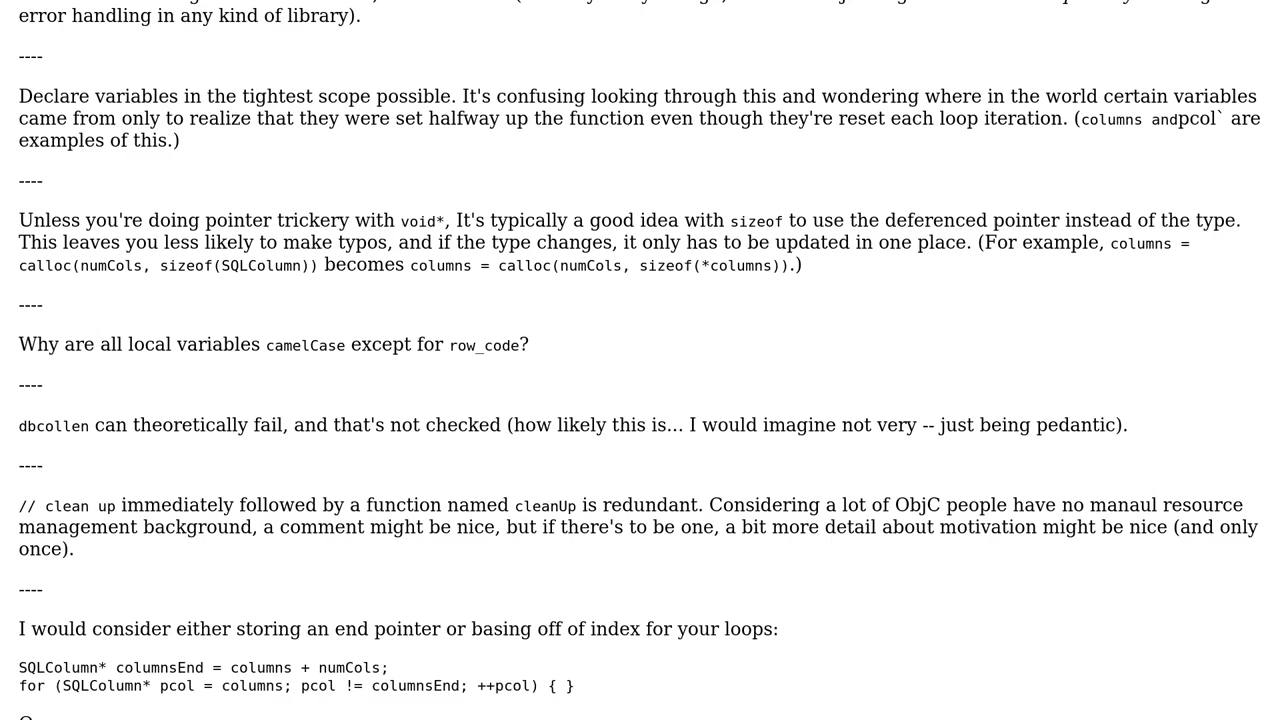 error handling in any kind of library).
----
Declare variables in the tightest scope possible. It's confusing looking through this and wondering where in the world certain variables
came from only to realize that they were set halfway up the function even though they're reset each loop iteration. (columns andpcol` are
examples of this.)
----
Unless you're doing pointer trickery with void*, It's typically a good idea with sizeof to use the deferenced pointer instead of the type.
This leaves you less likely to make typos, and if the type changes, it only has to be updated in one place. (For example, columns =
calloc(numCols, sizeof(SQLColumn)) becomes columns = calloc(numCols, sizeof(*columns)).)
----
Why are all local variables camelCase except for row_code?
----
dbcollen can theoretically fail, and that's not checked (how likely this is... I would imagine not very -- just being pedantic).
----
// clean up immediately followed by a function named cleanUp is redundant. Considering a lot of ObjC people have no manaul resource
management background, a comment might be nice, but if there's to be one, a bit more detail about motivation might be nice (and only
once).
----
I would consider either storing an end pointer or basing off of index for your loops:
SQLColumn* columnsEnd = columns + numCols;
for (SQLColumn* pcol = columns; pcol != columnsEnd; ++pcol) { }